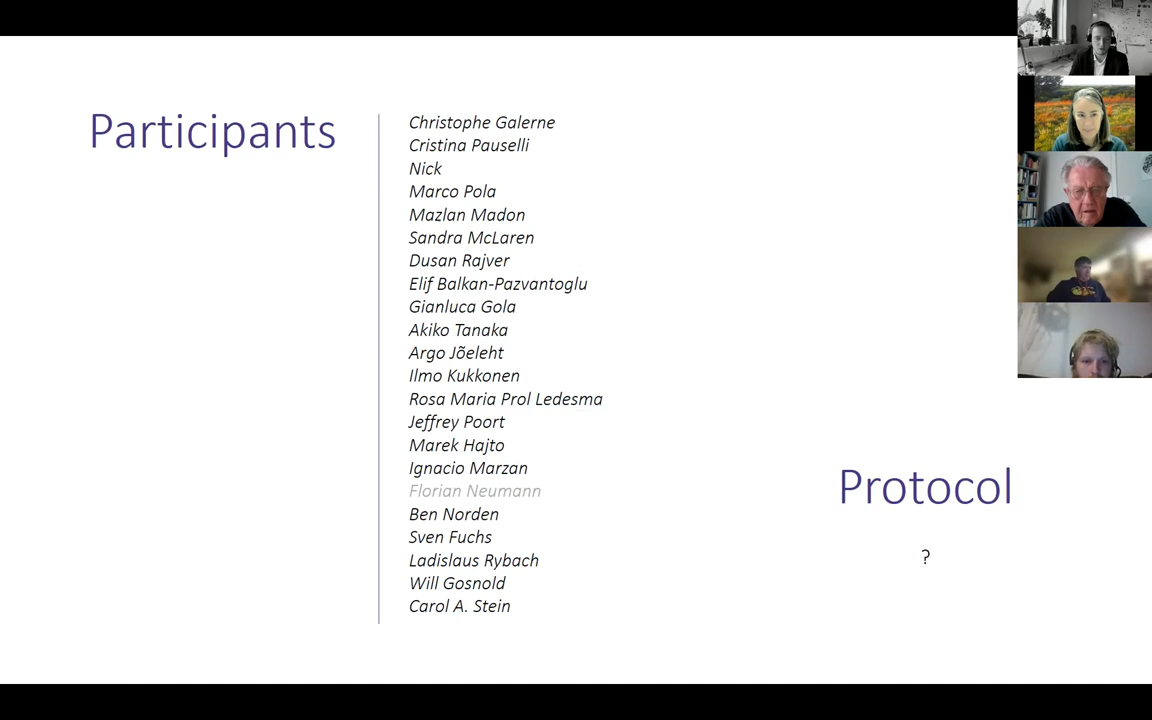 Participants
Christophe Galerne
Cristina Pauselli
Nick
Marco Pola
Mazlan Madon
Sandra McLaren
Dusan Rajver
Elif Balkan-Pazvantoglu
Gianluca Gola
Akiko Tanaka
Argo Jõeleht
Ilmo Kukkonen
Rosa Maria Prol Ledesma
Jeffrey Poort
Marek Hajto
Ignacio Marzan
Florian Neumann
Ben Norden
Sven Fuchs
Ladislaus Rybach
Will Gosnold
Carol A. Stein
Protocol
?